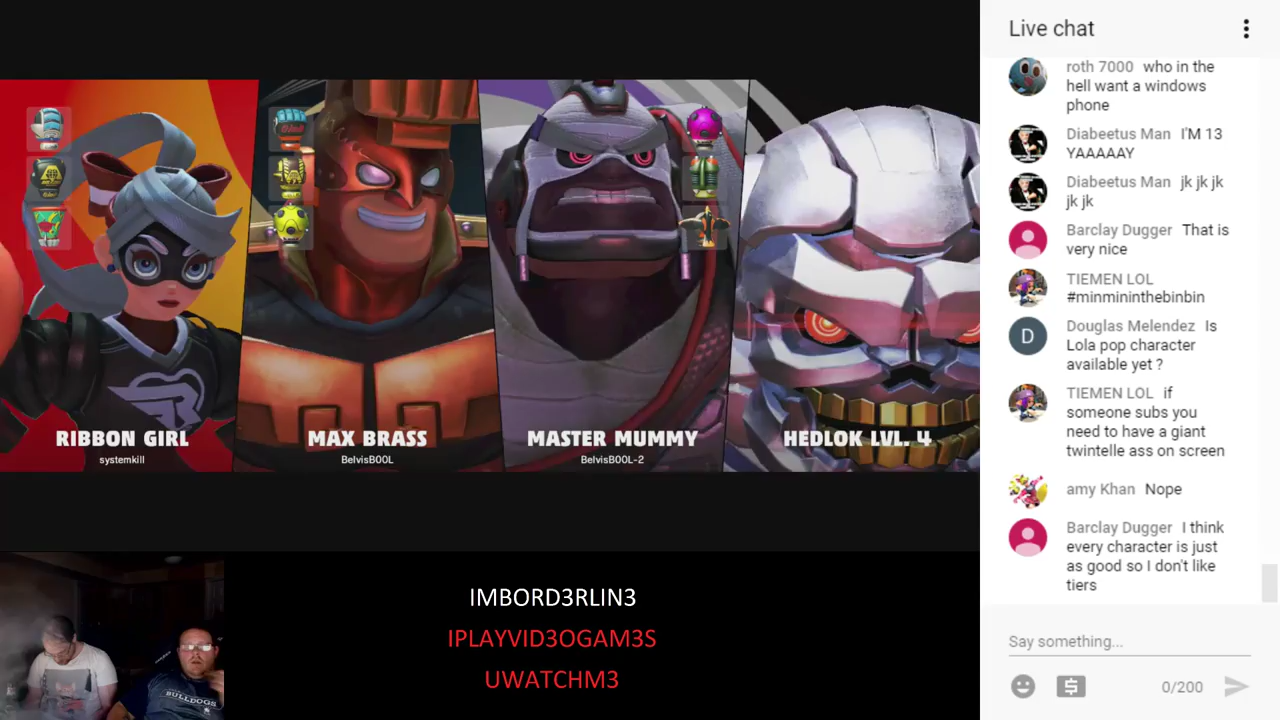 RIBBON GIRL
systemkill
MAX BRASS
BelvisB00L
MASTER MUMMY
BelvisB00L-2
HEDLOK LVL. 4
IMBORD3RLIN3
IPLAYVID3OGAM3S
UWATCHM3
BULLDOGS
Live chat
roth 7000 who in the
hell want a windows
phone
Diabeetus Man I'M 13
YAAAAAY
Diabeetus Man jk jk jk
jk jk
Barclay Dugger That is
very nice
TIEMEN LOL
#minmininthebinbin
D
Douglas Melendez Is
Lola pop character
available yet ?
TIEMEN LOL if
someone subs you
need to have a giant
twintelle ass on screen
amy Khan Nope
Barclay Dugger I think
every character is just
as good so I don't like
tiers
Say something...
0/200